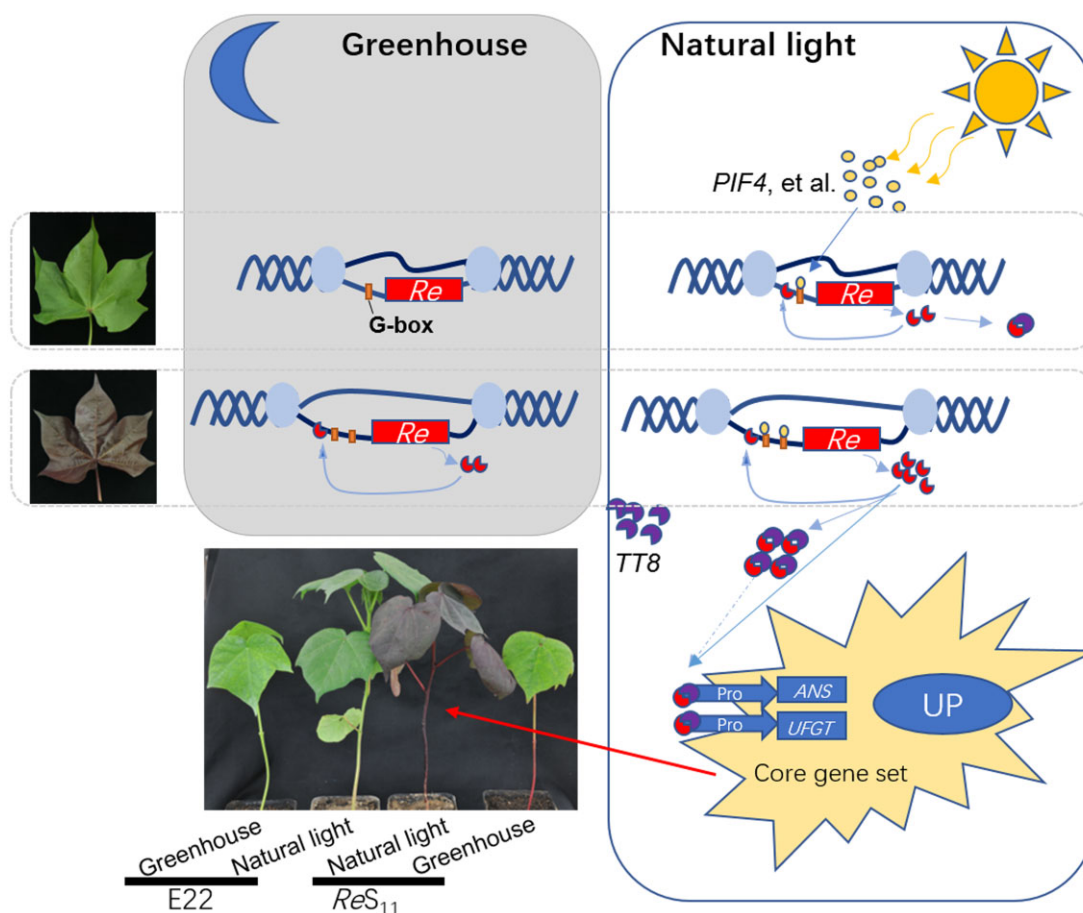 Greenhouse
Natural light
PIF4, et al.
Re
G-box
Re
Re
Re
TT8
Pro
ANS
Pro
UFGT
UP
Core gene set
Greenhouse
Natural light
Natural light
Greenhouse
E22
ReS₁₁